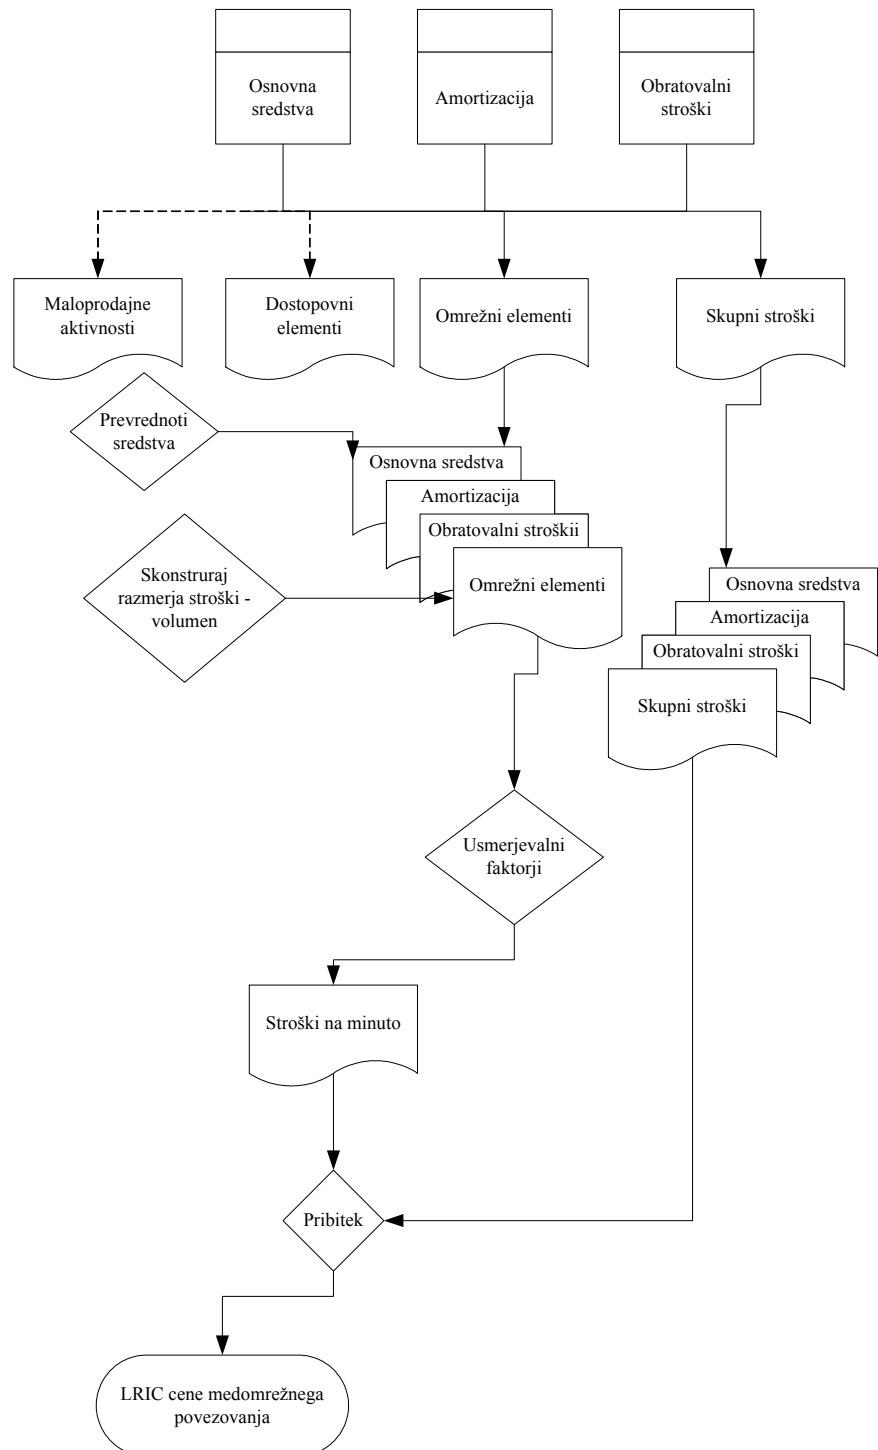 Osnovna
sredstva
Amortizacija
Obratovalni
stroški
Maloprodajne
aktivnosti
Dostopovni
elementi
Omrežni elementi
Skupni stroški
Prevrednoti
sredstva
Osnovna sredstva
Amortizacija
Obratovalni stroškii
Omrežni elementi
Skonstruraj
razmerja stroški -
volumen
Osnovna sredstva
Amortizacija
Obratovalni stroški
Skupni stroški
Usmerjevalni
faktorji
Stroški na minuto
Pribitek
LRIC cene medomrežnega
povezovanja